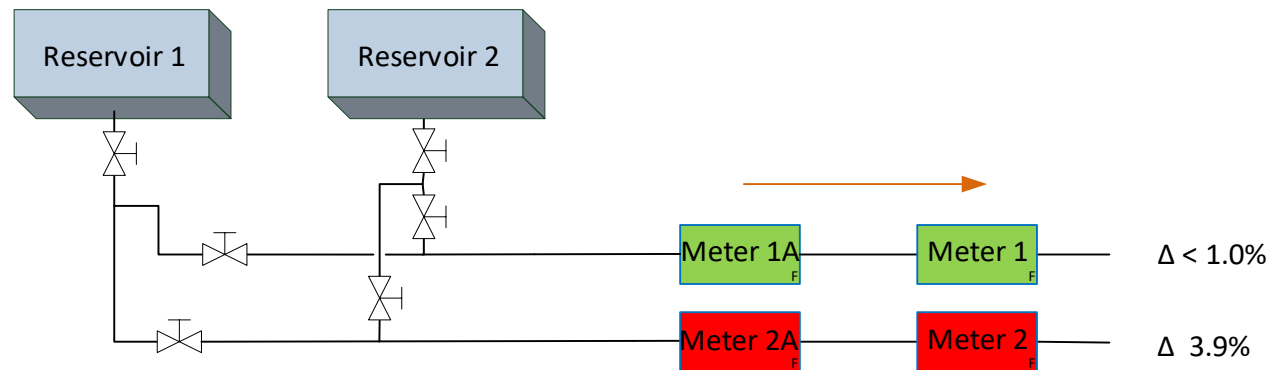 Reservoir 1
Reservoir 2
Meter 1A
F
Meter 1
F
Δ < 1.0%
Meter 2A
F
Meter 2
F
Δ 3.9%